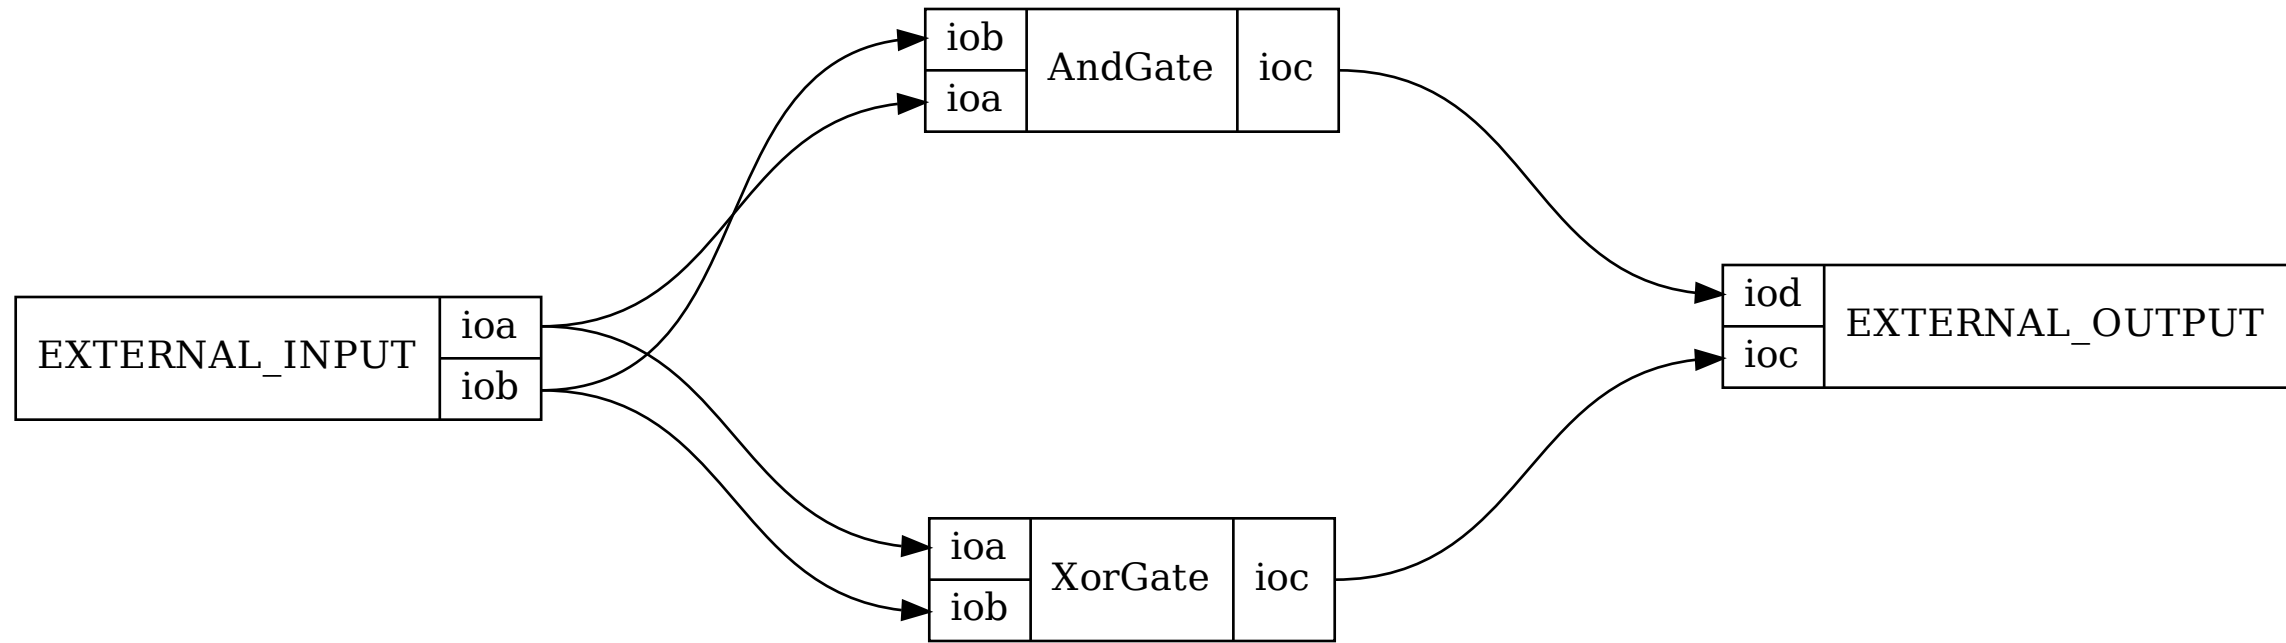 iob
ioa
AndGate
ioc
EXTERNAL_INPUT
ioa
iob
iod
ioc
EXTERNAL_OUTPUT
ioa
iob
XorGate
ioc